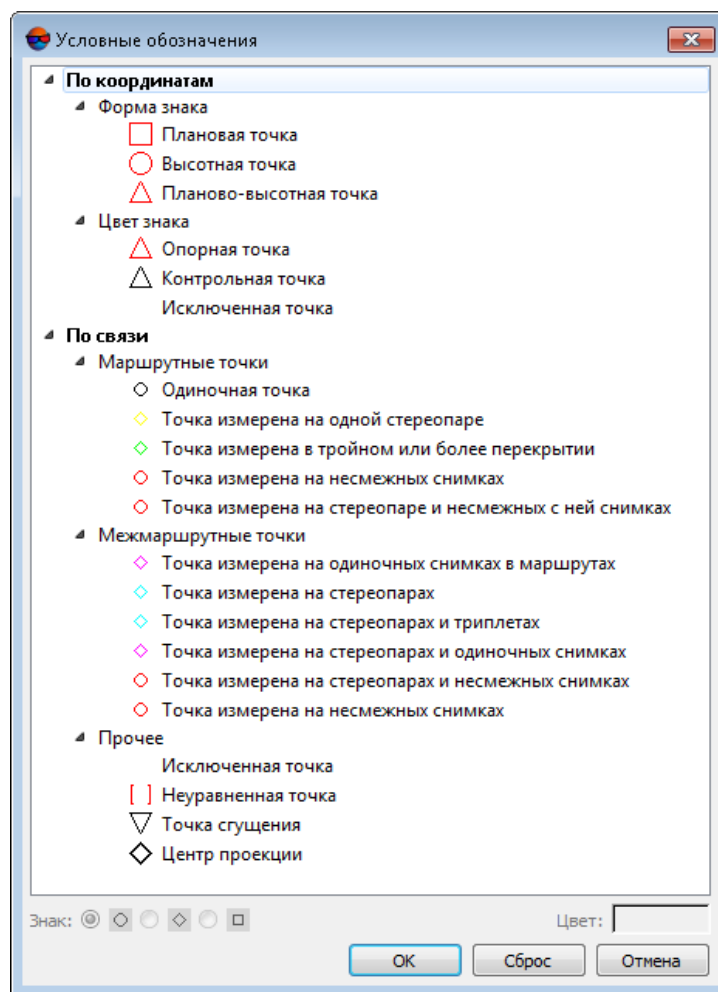 Условные обозначения
По координатам
Форма знака
Плановая точка
Высотная точка
Планово-высотная точка
Цвет знака
Опорная точка
Контрольная точка
Исключенная точка
По связи
Маршрутные точки
Одиночная точка
Точка измерена на одной стереопаре
Точка измерена в тройном или более перекрытии
Точка измерена на несмежных снимках
Точка измерена на стереопаре и несмежных с ней снимках
Межмаршрутные точки
Точка измерена на одиночных снимках в маршрутах
Точка измерена на стереопарах
Точка измерена на стереопарах и триплетах
Точка измерена на стереопарах и одиночных снимках
Точка измерена на стереопарах и несмежных снимках
Точка измерена на несмежных снимках
Прочее
Исключенная точка
Неуравненная точка
Точка сгущения
Центр проекции
Знак: Цвет:
ОК Сброс Отмена